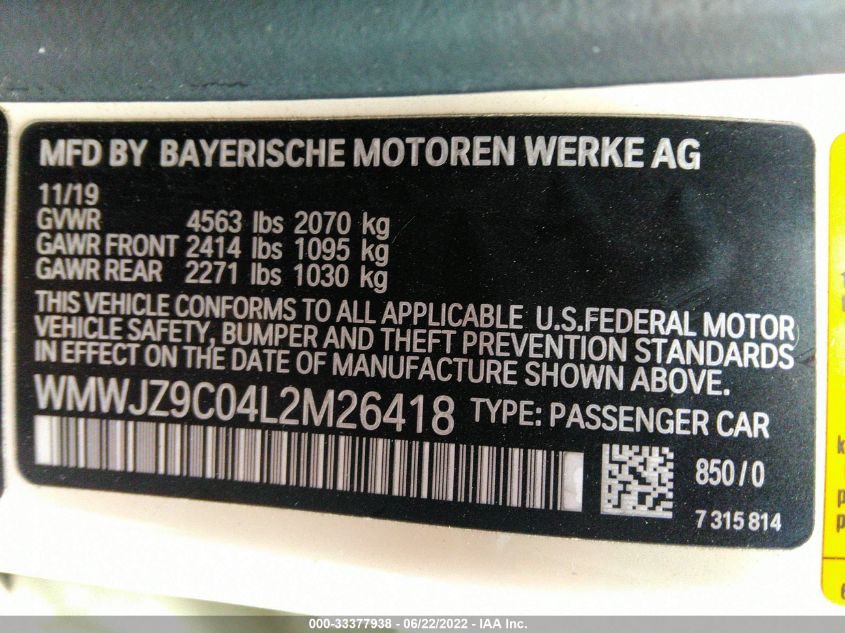 MFD BY BAYERISCHE MOTOREN WERKE AG
11/19
GVWR 4563 lbs 2070 kg
GAWR FRONT 2414 lbs 1095 kg
GAWR REAR 2271 lbs 1030 kg
THIS VEHICLE CONFORMS TO ALL APPLICABLE U.S.FEDERAL MOTOR
VEHICLE SAFETY, BUMPER AND THEFT PREVENTION STANDARDS
IN EFFECT ON THE DATE OF MANUFACTURE SHOWN ABOVE.
WMWJZ9C04L2M26418 TYPE: PASSENGER CAR
850/0
7 315 814
000-33377938 - 06/22/2022 - IAA Inc.